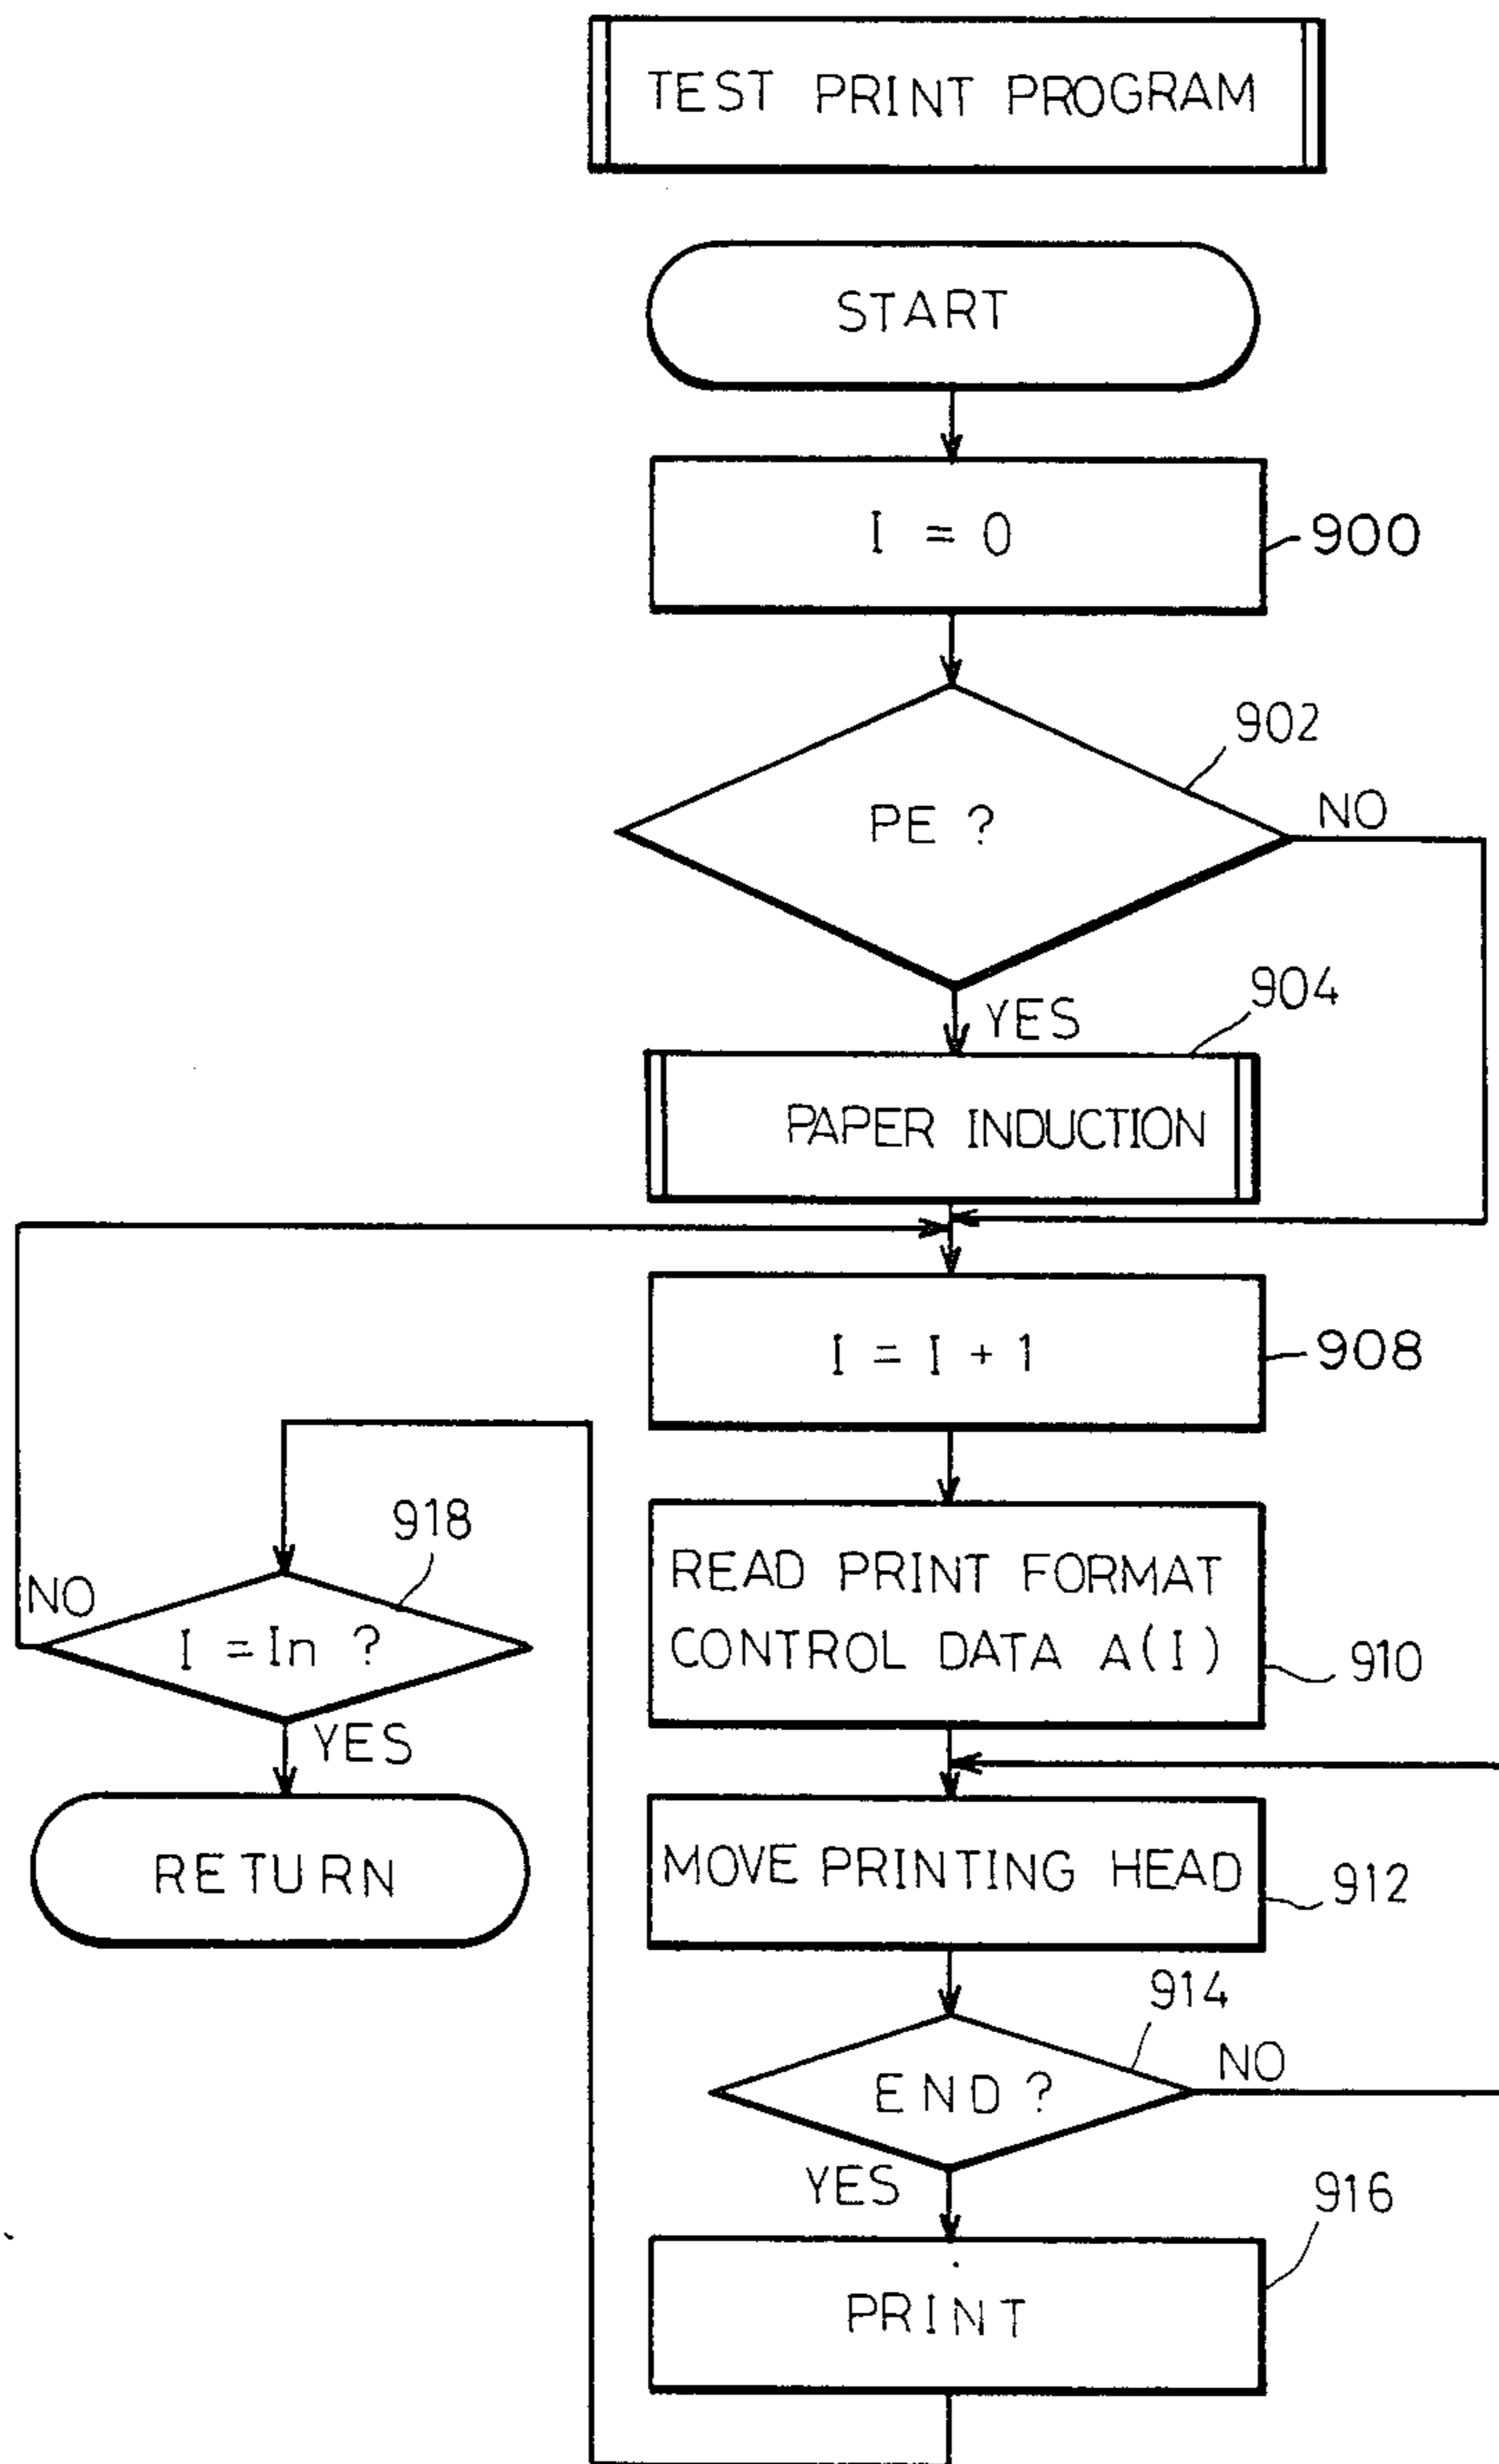 TEST PRINT PROGRAM
START
I = 0
900
902
PE ?
NO
YES
904
PAPER INDUCTION
I = I + 1
908
READ PRINT FORMAT
CONTROL DATA A(I)
910
918
NO
I = In ?
YES
RETURN
MOVE PRINTING HEAD
912
914
END ?
NO
YES
916
PRINT